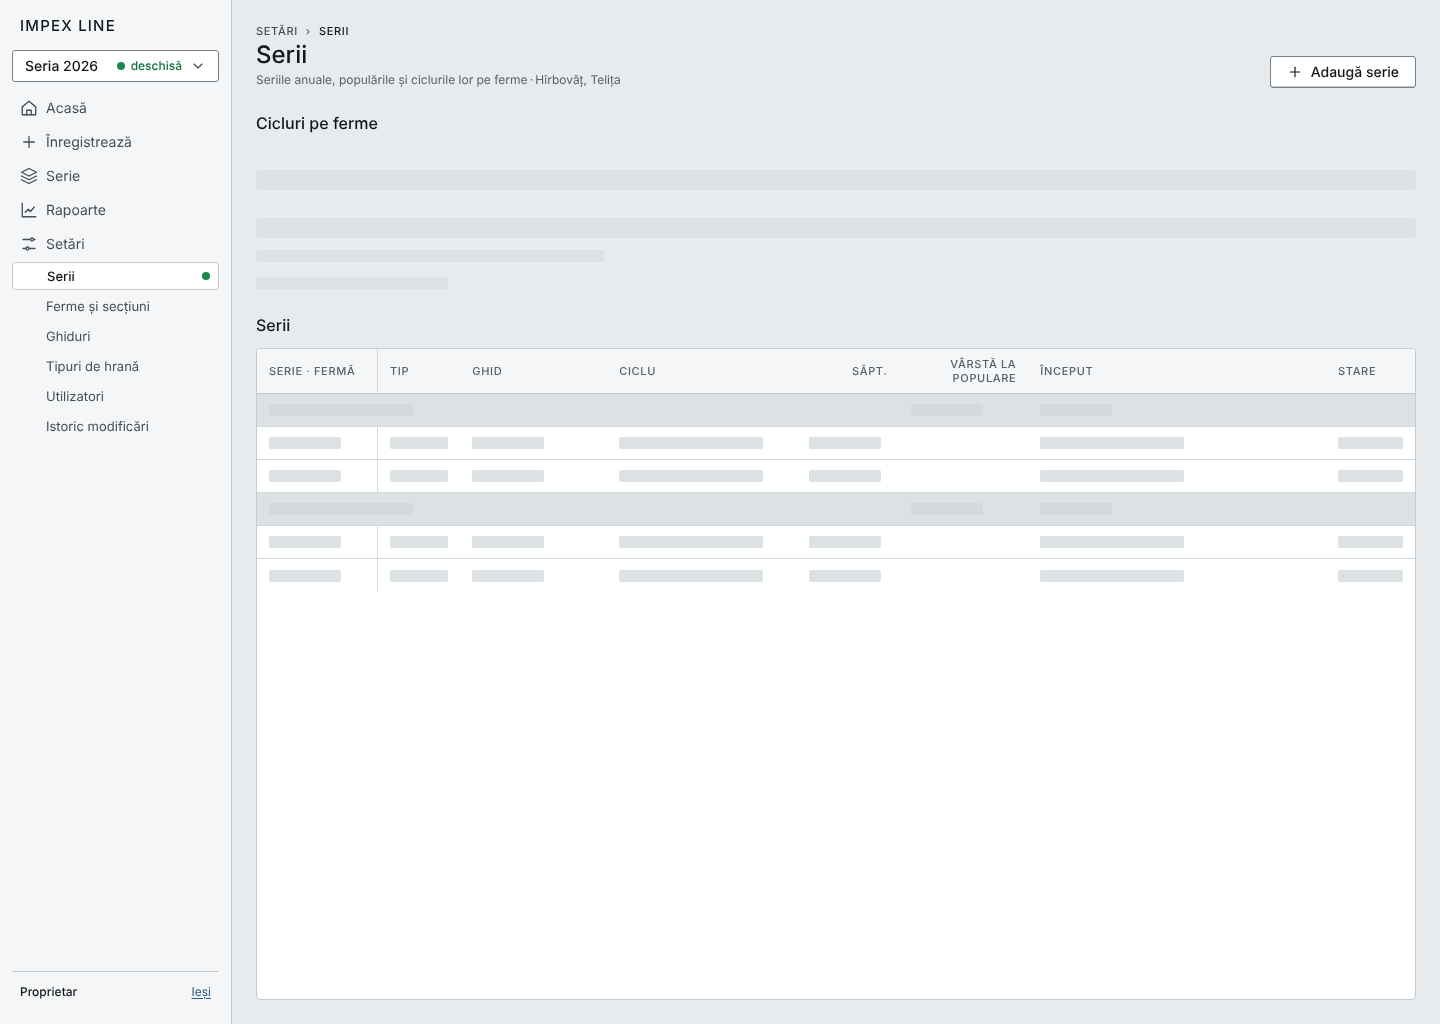 IMPEX LINE
Seria 2026 deschisă
Acasă
Înregistrează
Serie
Rapoarte
Setări
Serii
Ferme și secțiuni
Ghiduri
Tipuri de hrană
Utilizatori
Istoric modificări
Proprietar Ieși
SETĂRI › SERII
Serii
Seriile anuale, populările și ciclurile lor pe ferme · Hîrbovăț, Telița
Adaugă serie
Cicluri pe ferme
Serii
SERIE · FERMĂ TIP GHID CICLU SĂPT. VÂRSTĂ LA POPULARE ÎNCEPUT STARE